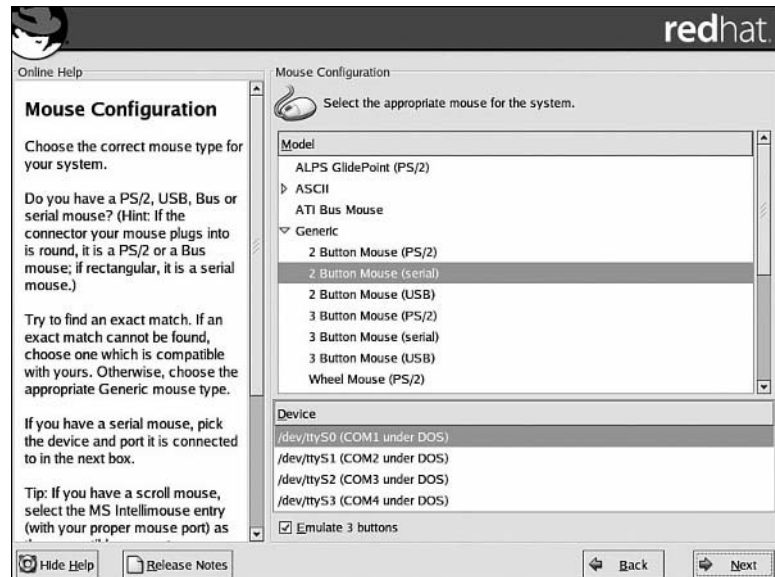 redhat.
Online Help
Mouse Configuration
Choose the correct mouse type for
your system.
Do you have a PS/2, USB, Bus or
serial mouse? (Hint: If the
connector your mouse plugs into
is round, it is a PS/2 or a Bus
mouse; if rectangular, it is a serial
mouse.)
Try to find an exact match. If an
exact match cannot be found,
choose one which is compatible
with yours. Otherwise, choose the
appropriate Generic mouse type.
If you have a serial mouse, pick
the device and port it is connected
to in the next box.
Tip: If you have a scroll mouse,
select the MS Intellimouse entry
(with your proper mouse port) as
Mouse Configuration
Select the appropriate mouse for the system.
Model
ALPS GlidePoint (PS/2)
ASCII
ATI Bus Mouse
Generic
2 Button Mouse (PS/2)
2 Button Mouse (serial)
2 Button Mouse (USB)
3 Button Mouse (PS/2)
3 Button Mouse (serial)
3 Button Mouse (USB)
Wheel Mouse (PS/2)
Device
/dev/ttyS0 (COM1 under DOS)
/dev/ttyS1 (COM2 under DOS)
/dev/ttyS2 (COM3 under DOS)
/dev/ttyS3 (COM4 under DOS)
Emulate 3 buttons
Hide Help
Release Notes
Back
Next